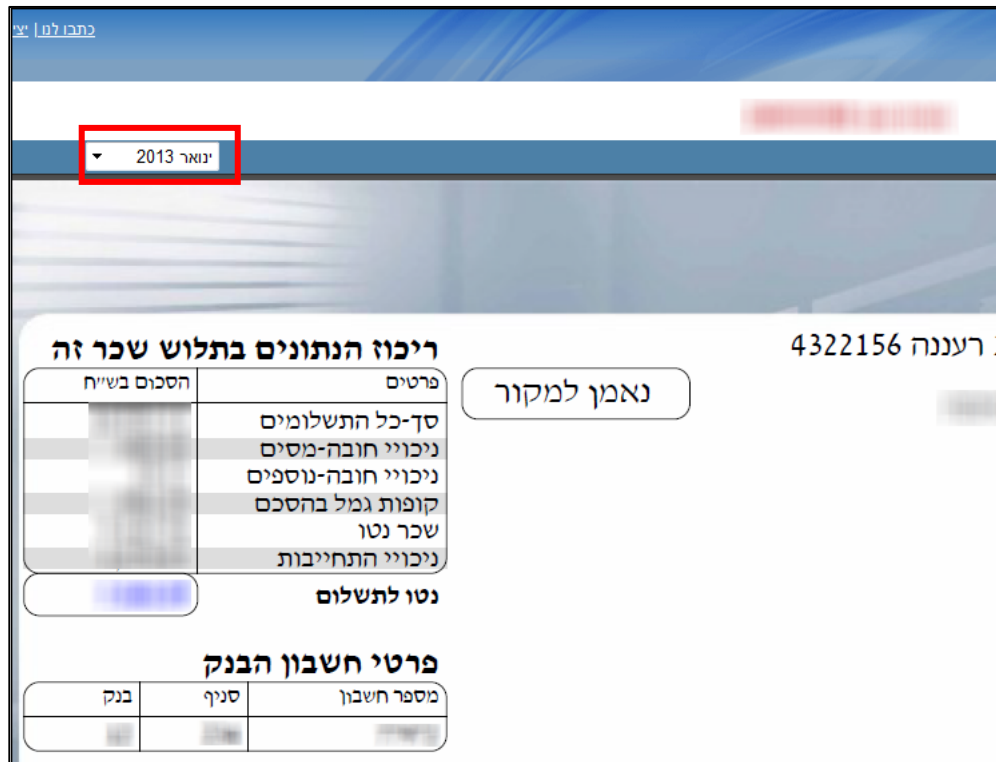 כתבו לנו |
ינואר 2013
רעננה 4322156
נאמן למקור
ריכוז הנתונים בתלוש שכר זה
פרטים הסכום בש״ח
סך-כל התשלומים
ניכויי חובה-מסים
ניכויי חובה-נוספים
קופות גמל בהסכם
שכר נטו
ניכויי התחייבות
נטו לתשלום
פרטי חשבון הבנק
מספר חשבון סניף בנק